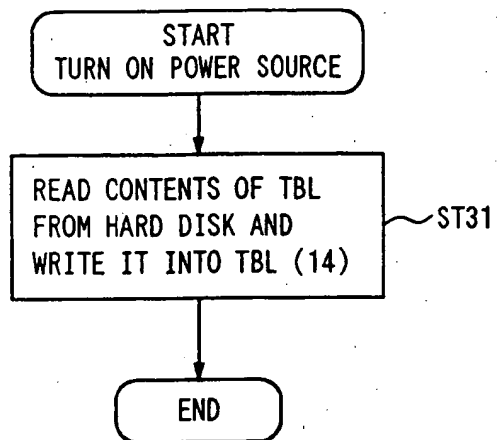 START
TURN ON POWER SOURCE
READ CONTENTS OF TBL
FROM HARD DISK AND
WRITE IT INTO TBL (14)
ST31
END